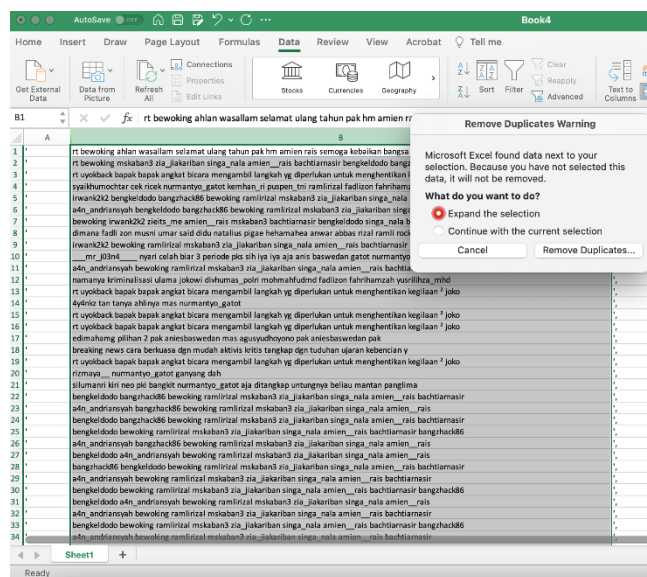 AutoSave OFF Book4
Home Insert Draw Page Layout Formulas Data Review View Acrobat Tell me
Get External Data Data from Picture Refresh All Connections Properties Edit Links Stocks Currencies Geography Sort Filter Clear Reapply Advanced Text to Columns
B1 fx rt bewoking ahlan wasallam selamat ulang tahun pak hm amien
Remove Duplicates Warning
Microsoft Excel found data next to your
selection. Because you have not selected this
data, it will not be removed.
What do you want to do?
Expand the selection
Continue with the current selection
Cancel Remove Duplicates...
A B
1 rt bewoking ahlan wasallam selamat ulang tahun pak hm amien rais semoga kebaikan bangsa
2 rt bewoking mskaban3 zia_jiakariban singa_nala amien__rais bachtiarnasir bengkeldodo
3 rt uyokback bapak bapak angkat bicara mengambil langkah yg diperlukan untuk menghentikan
4 syaikhumochtar cek ricek nurmantyo_gatot kemhan_ri puspen_tni ramlirizal fadlizon
5 irwank2k2 bengkeldodo bangzhack86 bewoking ramlirizal mskaban3 zia_jiakariban singa_nala
6 a4n_andriansyah bengkeldodo bangzhack86 bewoking ramlirizal mskaban3 zia_jiakariban
7 bewoking irwank2k2 zieits_me amien__rais mskaban3 bachtiarnasir bengkeldodo singa_nala
8 dimana fadli zon musni umar said didu natalius pigae hehamahea anwar abbas rizal ramli
9 irwank2k2 bewoking ramlirizal mskaban3 zia_jiakariban singa_nala amien__rais bachtiarnasir
10 ___mr_j03n4____ nyari celah biar 3 periode pks sih iya iya aja anis baswedan gatot nurmantyo
11 a4n_andriansyah bengkeldodo bewoking ramlirizal mskaban3 zia_jiakariban singa_nala amien__rais
12 namanya kriminalisasi ulama jokowi divhumas_polri mohmahfudmd fadlizon fahrihamzah yusrilihza_mhd
13 rt uyokback bapak bapak angkat bicara mengambil langkah yg diperlukan untuk menghentikan kegilaan ² joko
14 4y4nkz tan tanya ahlinya mas nurmantyo_gatot
15 rt uyokback bapak bapak angkat bicara mengambil langkah yg diperlukan untuk menghentikan kegilaan ² joko
16 rt uyokback bapak bapak angkat bicara mengambil langkah yg diperlukan untuk menghentikan kegilaan ² joko
17 edimahamg pilihan 2 pak aniesbaswedan mas agusyudhoyono pak aniesbaswedan pak
18 breaking news cara berkuasa dgn mudah aktivis kritis tangkap dgn tuduhan ujaran kebencian y
19 rt uyokback bapak bapak angkat bicara mengambil langkah yg diperlukan untuk menghentikan kegilaan ² joko
20 rizmaya__ nurmantyo_gatot ganyang dah
21 silumanri kiri neo pki bangkit nurmantyo_gatot aja ditangkap untungnya beliau mantan panglima
22 bengkeldodo bangzhack86 bewoking ramlirizal mskaban3 zia_jiakariban singa_nala amien__rais bachtiarnasir
23 a4n_andriansyah bangzhack86 bewoking ramlirizal mskaban3 zia_jiakariban singa_nala amien__rais
24 bengkeldodo bangzhack86 bewoking ramlirizal mskaban3 zia_jiakariban singa_nala amien__rais bachtiarnasir
25 bengkeldodo bewoking ramlirizal mskaban3 zia_jiakariban singa_nala amien__rais bachtiarnasir bangzhack86
26 a4n_andriansyah bangzhack86 bewoking ramlirizal mskaban3 zia_jiakariban singa_nala amien__rais
27 bengkeldodo a4n_andriansyah bewoking ramlirizal mskaban3 zia_jiakariban singa_nala amien__rais
28 bangzhack86 bengkeldodo bewoking ramlirizal mskaban3 zia_jiakariban singa_nala amien__rais bachtiarnasir
29 a4n_andriansyah bewoking ramlirizal mskaban3 zia_jiakariban singa_nala amien__rais bachtiarnasir
30 bengkeldodo bewoking ramlirizal mskaban3 zia_jiakariban singa_nala amien__rais bachtiarnasir bangzhack86
31 bengkeldodo a4n_andriansyah bewoking ramlirizal mskaban3 zia_jiakariban singa_nala amien__rais
32 a4n_andriansyah bewoking ramlirizal mskaban3 zia_jiakariban singa_nala amien__rais bachtiarnasir
33 bengkeldodo bewoking ramlirizal mskaban3 zia_jiakariban singa_nala amien__rais bachtiarnasir bangzhack86
34 a4n_andriansyah bewoking ramlirizal mskaban3 zia_jiakariban singa_nala amien__rais bachtiarnasir
Sheet1 +
Ready